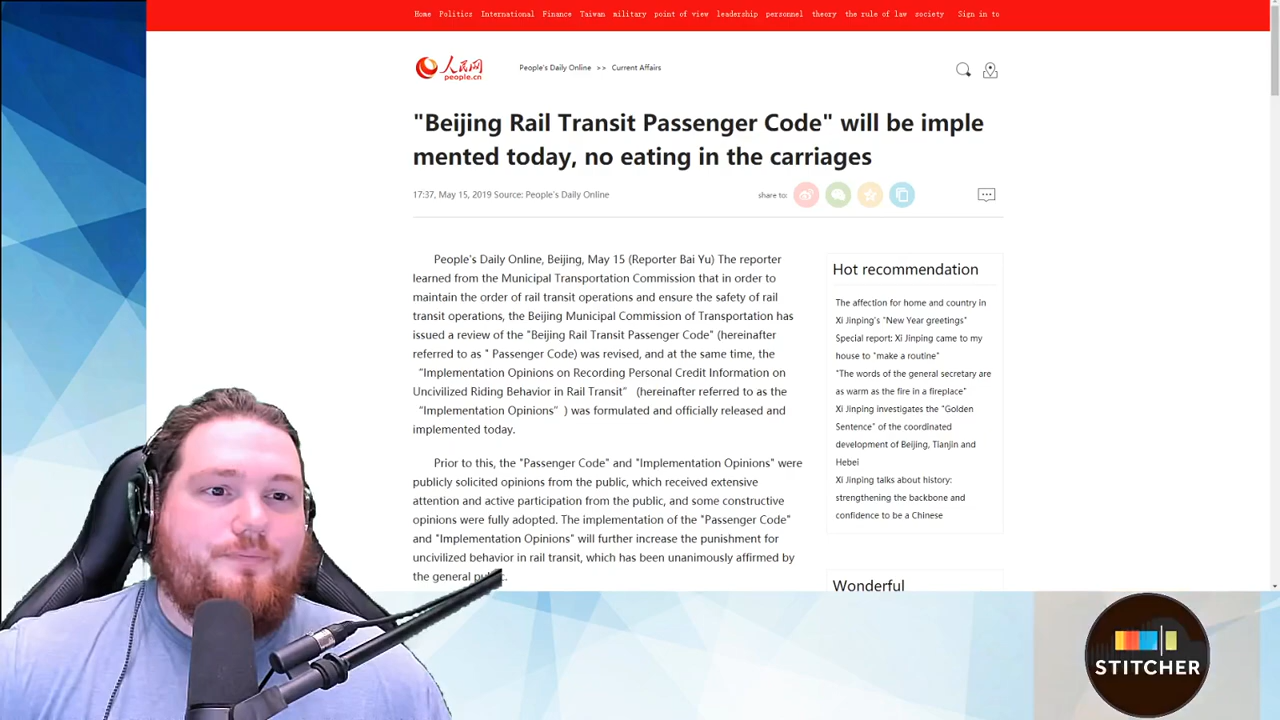 Home Politics International Finance Taiwan military point of view leadership personnel theory the rule of law society Sign in to
人民网
people.cn
People's Daily Online >> Current Affairs
"Beijing Rail Transit Passenger Code" will be imple
mented today, no eating in the carriages
17:37, May 15, 2019 Source: People's Daily Online
share to:
People's Daily Online, Beijing, May 15 (Reporter Bai Yu) The reporter
learned from the Municipal Transportation Commission that in order to
maintain the order of rail transit operations and ensure the safety of rail
transit operations, the Beijing Municipal Commission of Transportation has
issued a review of the "Beijing Rail Transit Passenger Code" (hereinafter
referred to as " Passenger Code) was revised, and at the same time, the
“Implementation Opinions on Recording Personal Credit Information on
Uncivilized Riding Behavior in Rail Transit” (hereinafter referred to as the
“Implementation Opinions” ) was formulated and officially released and
implemented today.
Prior to this, the "Passenger Code" and "Implementation Opinions" were
publicly solicited opinions from the public, which received extensive
attention and active participation from the public, and some constructive
opinions were fully adopted. The implementation of the "Passenger Code"
and "Implementation Opinions" will further increase the punishment for
uncivilized behavior in rail transit, which has been unanimously affirmed by
the general
Hot recommendation
The affection for home and country in
Xi Jinping's "New Year greetings"
Special report: Xi Jinping came to my
house to "make a routine"
"The words of the general secretary are
as warm as the fire in a fireplace"
Xi Jinping investigates the "Golden
Sentence" of the coordinated
development of Beijing, Tianjin and
Hebei
Xi Jinping talks about history:
strengthening the backbone and
confidence to be a Chinese
Wonderful
STITCHER